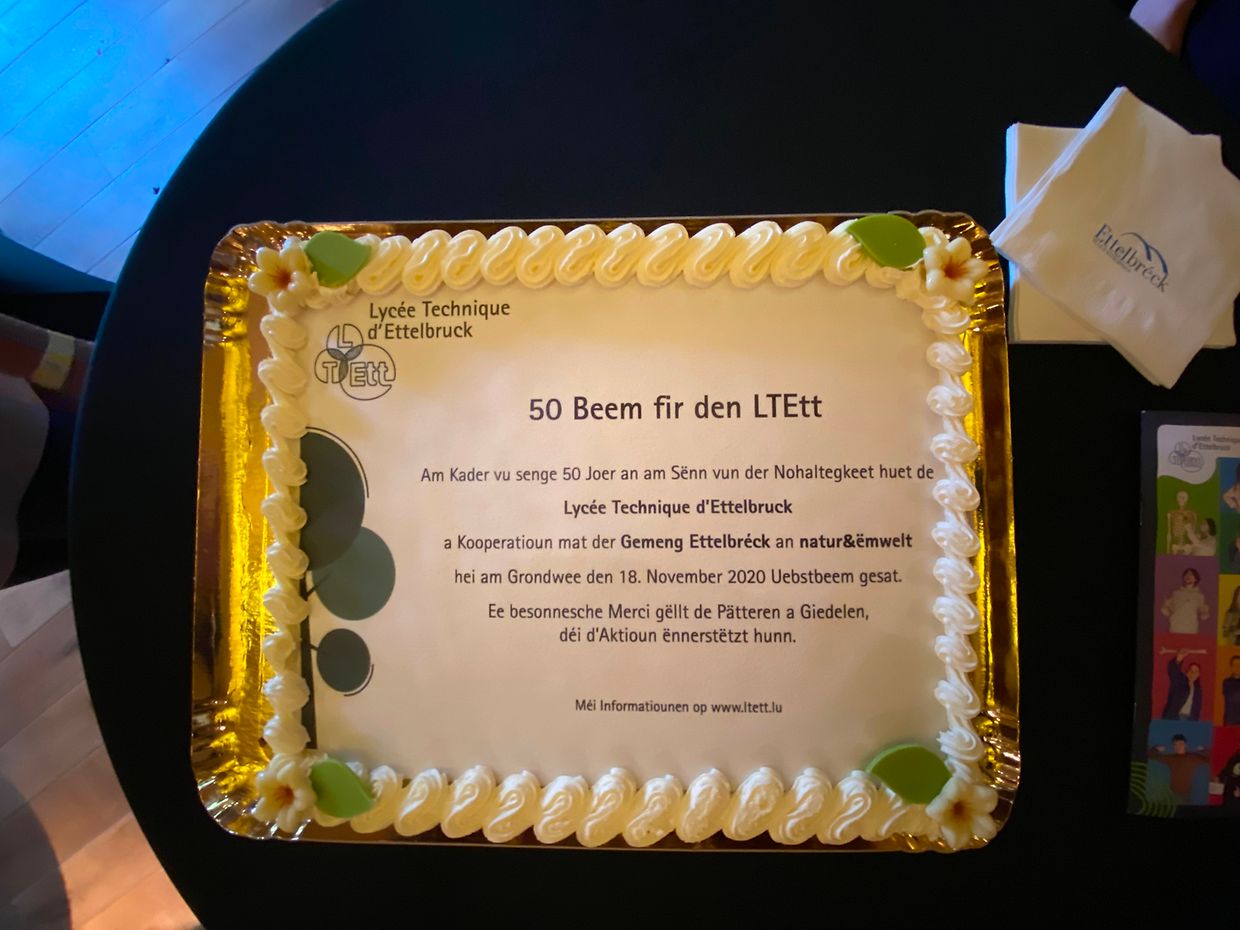 Lycée Technique
d'Ettelbruck
L
T Ett
50 Beem fir den LTEtt
Am Kader vu senge 50 Joer an am Sënn vun der Nohaltegkeet huet de
Lycée Technique d'Ettelbruck
a Kooperatioun mat der Gemeng Ettelbréck an natur&ëmwelt
hei am Grondwee den 18. November 2020 Uebstbeem gesat.
Ee besonnesche Merci gëllt de Pätteren a Giedelen,
déi d'Aktioun ënnerstëtzt hunn.
Méi Informatiounen op www.ltett.lu
Ettelbréck
Lycée Technique
d'Ettelbruck